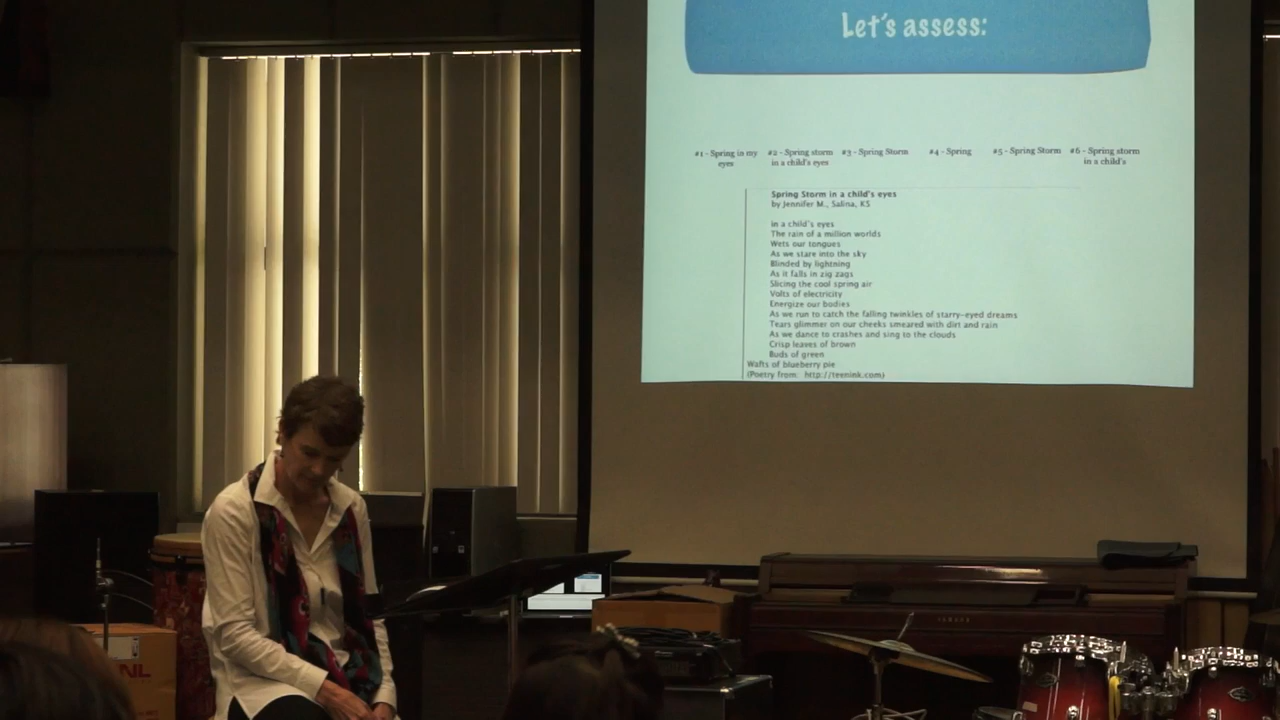 Let's assess:
#1 - Spring in my eyes
#2 - Spring storm in a child's eyes
#3 - Spring Storm
#4 - Spring
#5 - Spring Storm
#6 - Spring storm in a child's
Spring Storm in a child's eyes
by Jennifer M., Salina, KS
in a child's eyes
The rain of a million worlds
Wets our tongues
As we stare into the sky
Blinded by lightning
As it falls in zig zags
Slicing the cool spring air
Volts of electricity
Energize our bodies
As we run to catch the falling twinkles of starry-eyed dreams
Tears glimmer on our cheeks smeared with dirt and rain
As we dance to crashes and sing to the clouds
Crisp leaves of brown
Buds of green
Wafts of blueberry pie
(Poetry from: http://teenink.com)
YAMAHA
NL